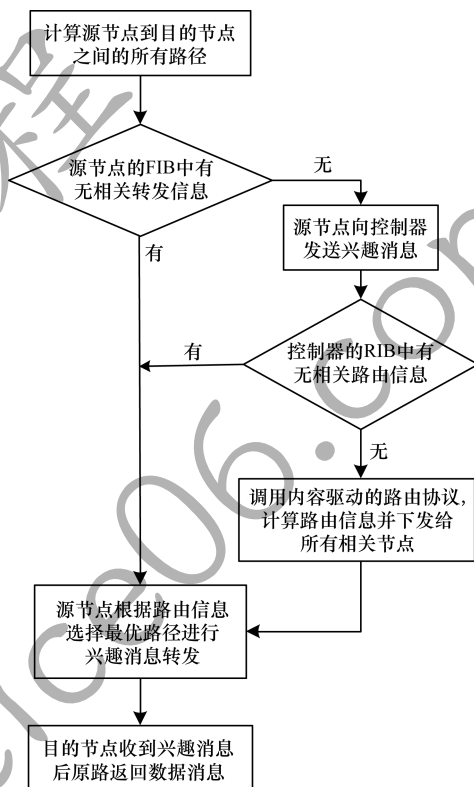 计算源节点到目的节点
之间的所有路径
源节点的FIB中有
无相关转发信息
无
源节点向控制器
发送兴趣消息
有
有
控制器的RIB中有
无相关路由信息
无
调用内容驱动的路由协议,
计算路由信息并下发给
所有相关节点
源节点根据路由信息
选择最优路径进行
兴趣消息转发
目的节点收到兴趣消息
后原路返回数据消息
程
elce06.com